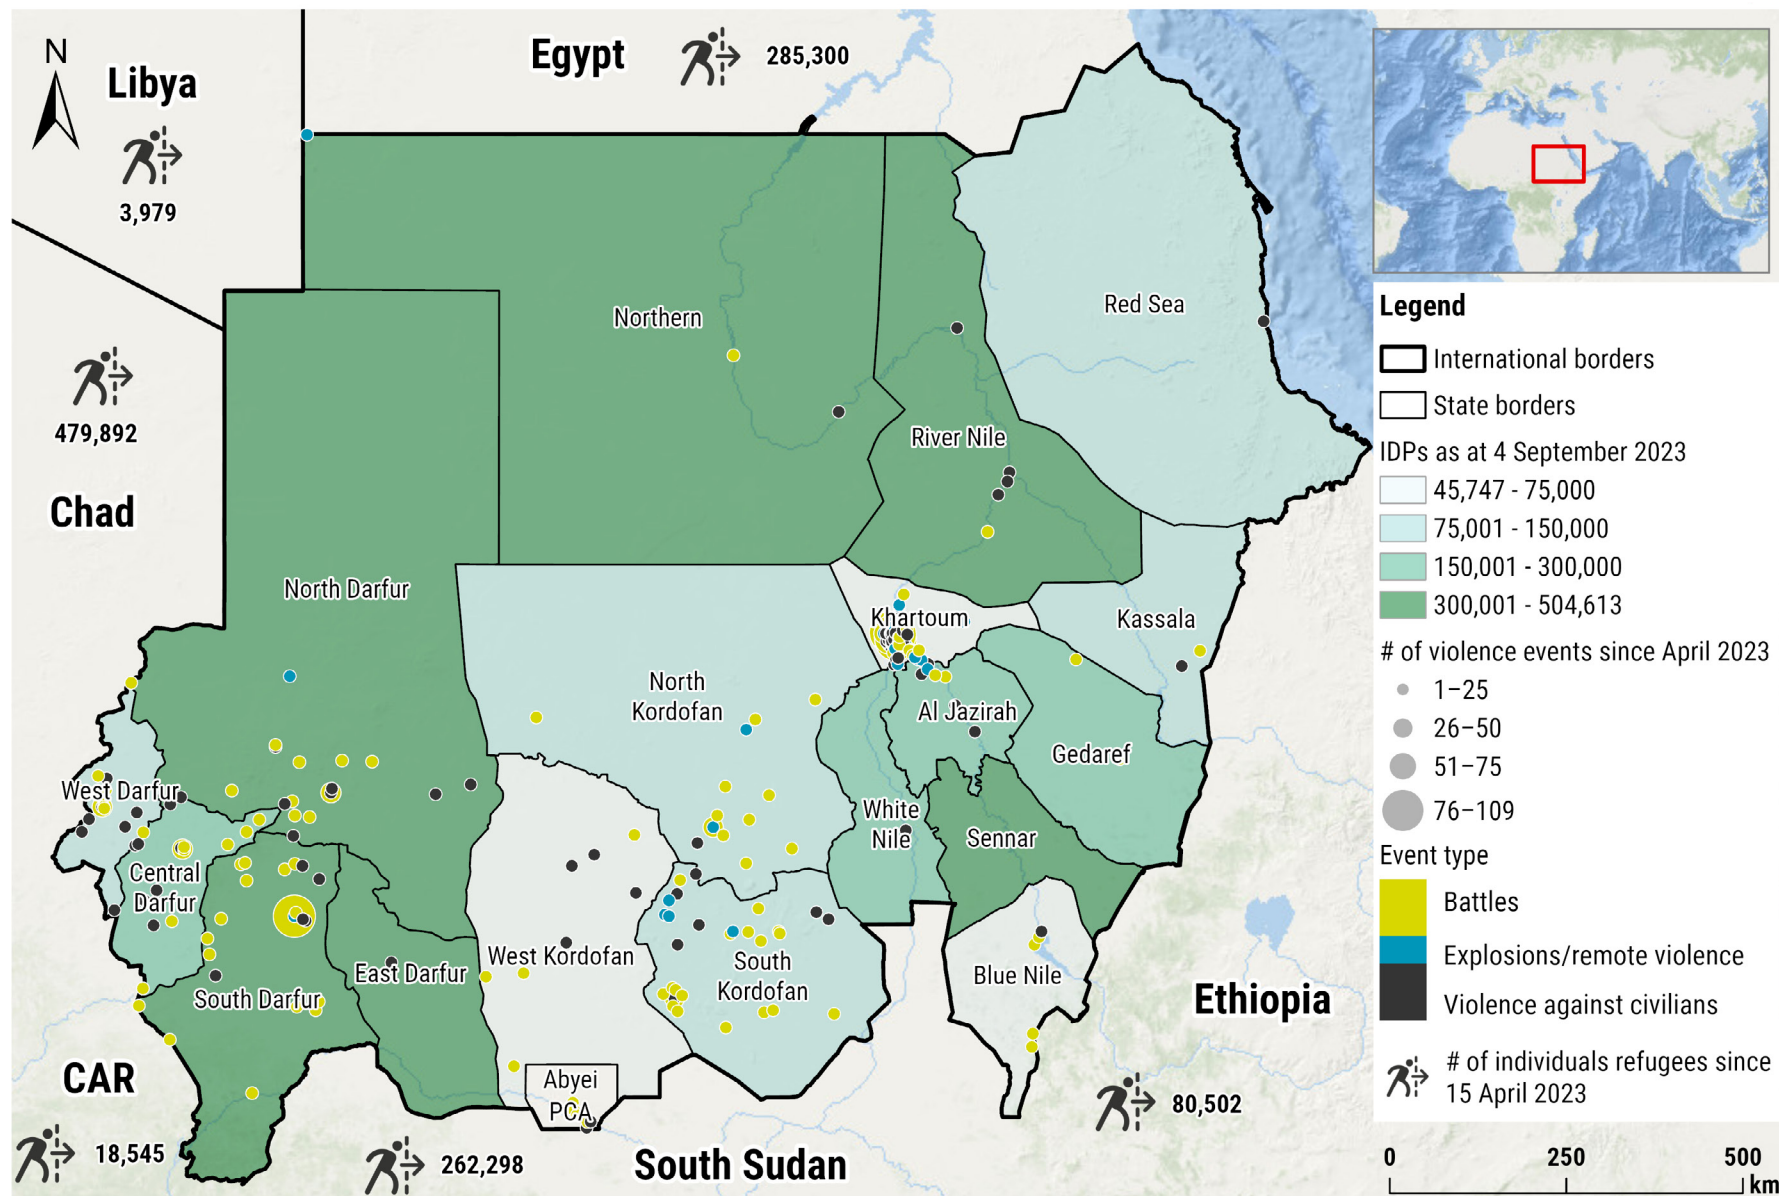 N
Libya
3,979
Egypt
285,300
479,892
Chad
Northern
Red Sea
River Nile
North Darfur
Khartoum
Kassala
North
Kordofan
Al Jazirah
Gedaref
West Darfur
White
Nile
Sennar
Central
Darfur
West Kordofan
South
Kordofan
East Darfur
South Darfur
Blue Nile
Ethiopia
CAR
Abyei
PCA
80,502
18,545
262,298
South Sudan
Legend
International borders
State borders
IDPs as at 4 September 2023
45,747 - 75,000
75,001 - 150,000
150,001 - 300,000
300,001 - 504,613
# of violence events since April 2023
1–25
26–50
51–75
76–109
Event type
Battles
Explosions/remote violence
Violence against civilians
# of individuals refugees since
15 April 2023
0 250 500
km